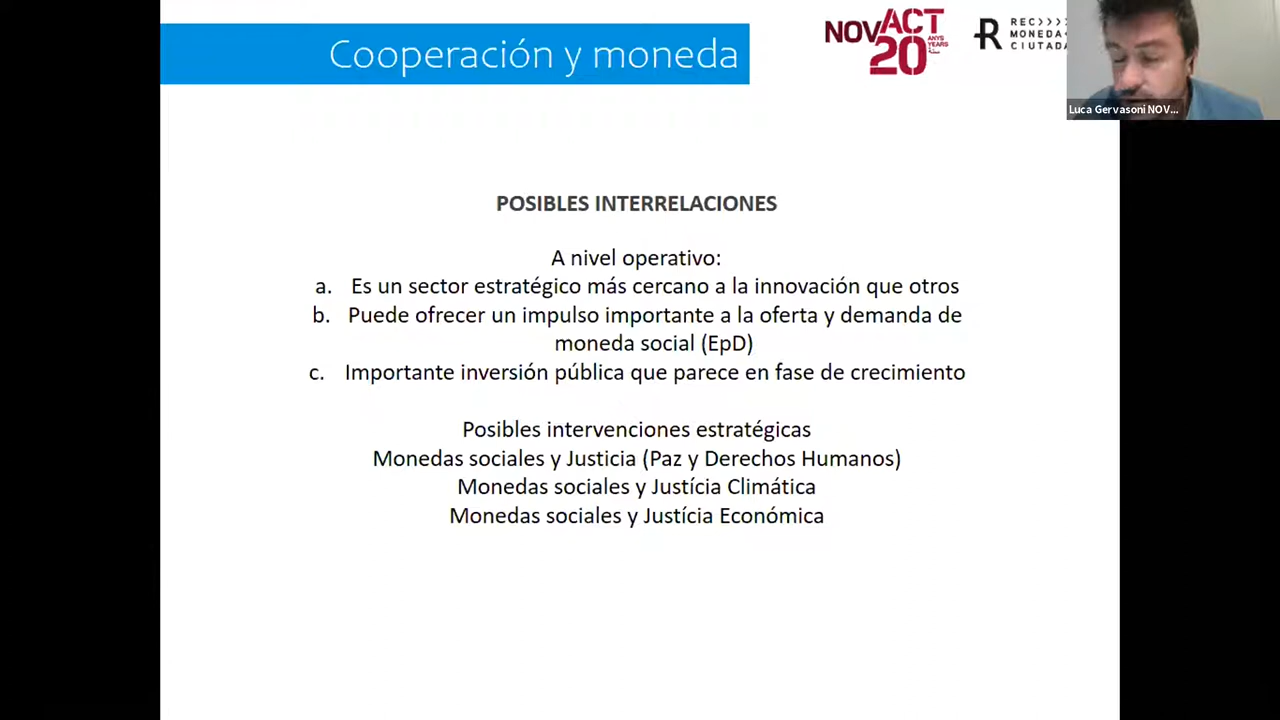 Cooperación y moneda
NOVACT
20
ANYS
YEARS
REC>>>>
MONEDA
CIUTADA
Luca Gervasoni NOV...
POSIBLES INTERRELACIONES
A nivel operativo:
a. Es un sector estratégico más cercano a la innovación que otros
b. Puede ofrecer un impulso importante a la oferta y demanda de
moneda social (EpD)
c. Importante inversión pública que parece en fase de crecimiento
Posibles intervenciones estratégicas
Monedas sociales y Justicia (Paz y Derechos Humanos)
Monedas sociales y Justícia Climática
Monedas sociales y Justícia Económica